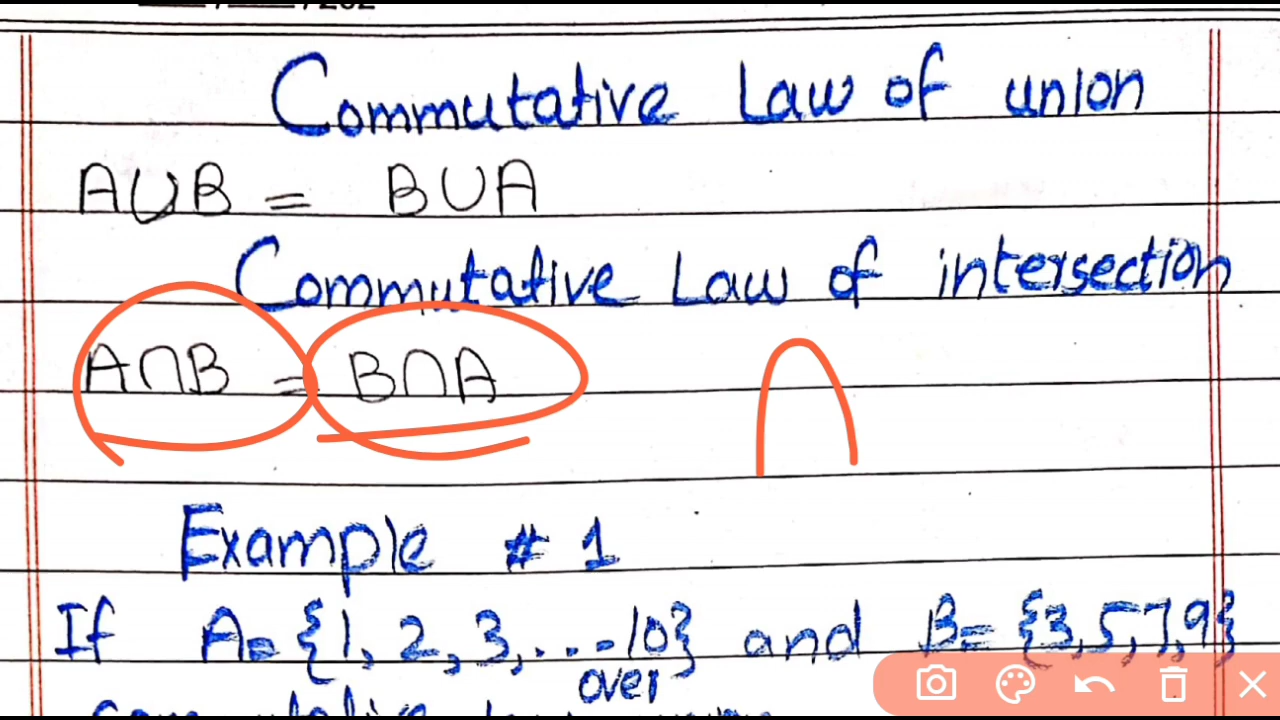 Commutative Law of union
A∪B = B∪A
Commutative Law of intersection
A∩B = B∩A
∩
Example # 1
If A= {1, 2, 3, ...10} and B= {3,5,7,9}
over